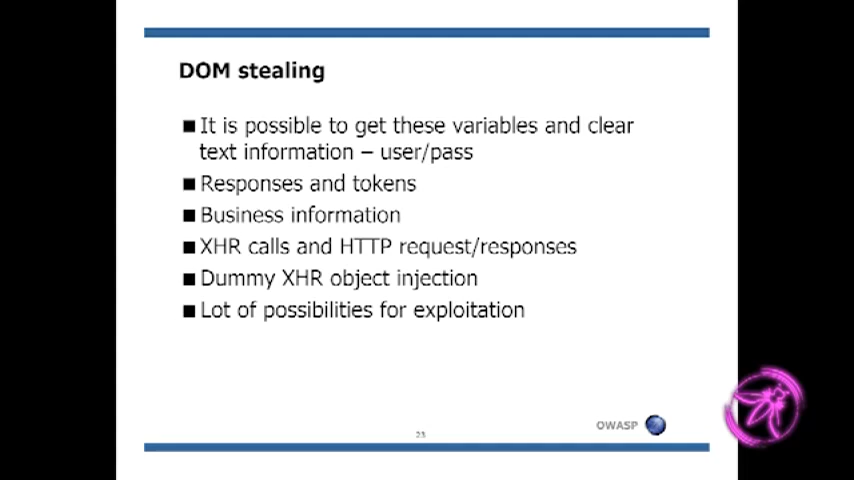 DOM stealing
■ It is possible to get these variables and clear
text information – user/pass
■ Responses and tokens
■ Business information
■ XHR calls and HTTP request/responses
■ Dummy XHR object injection
■ Lot of possibilities for exploitation
OWASP
23